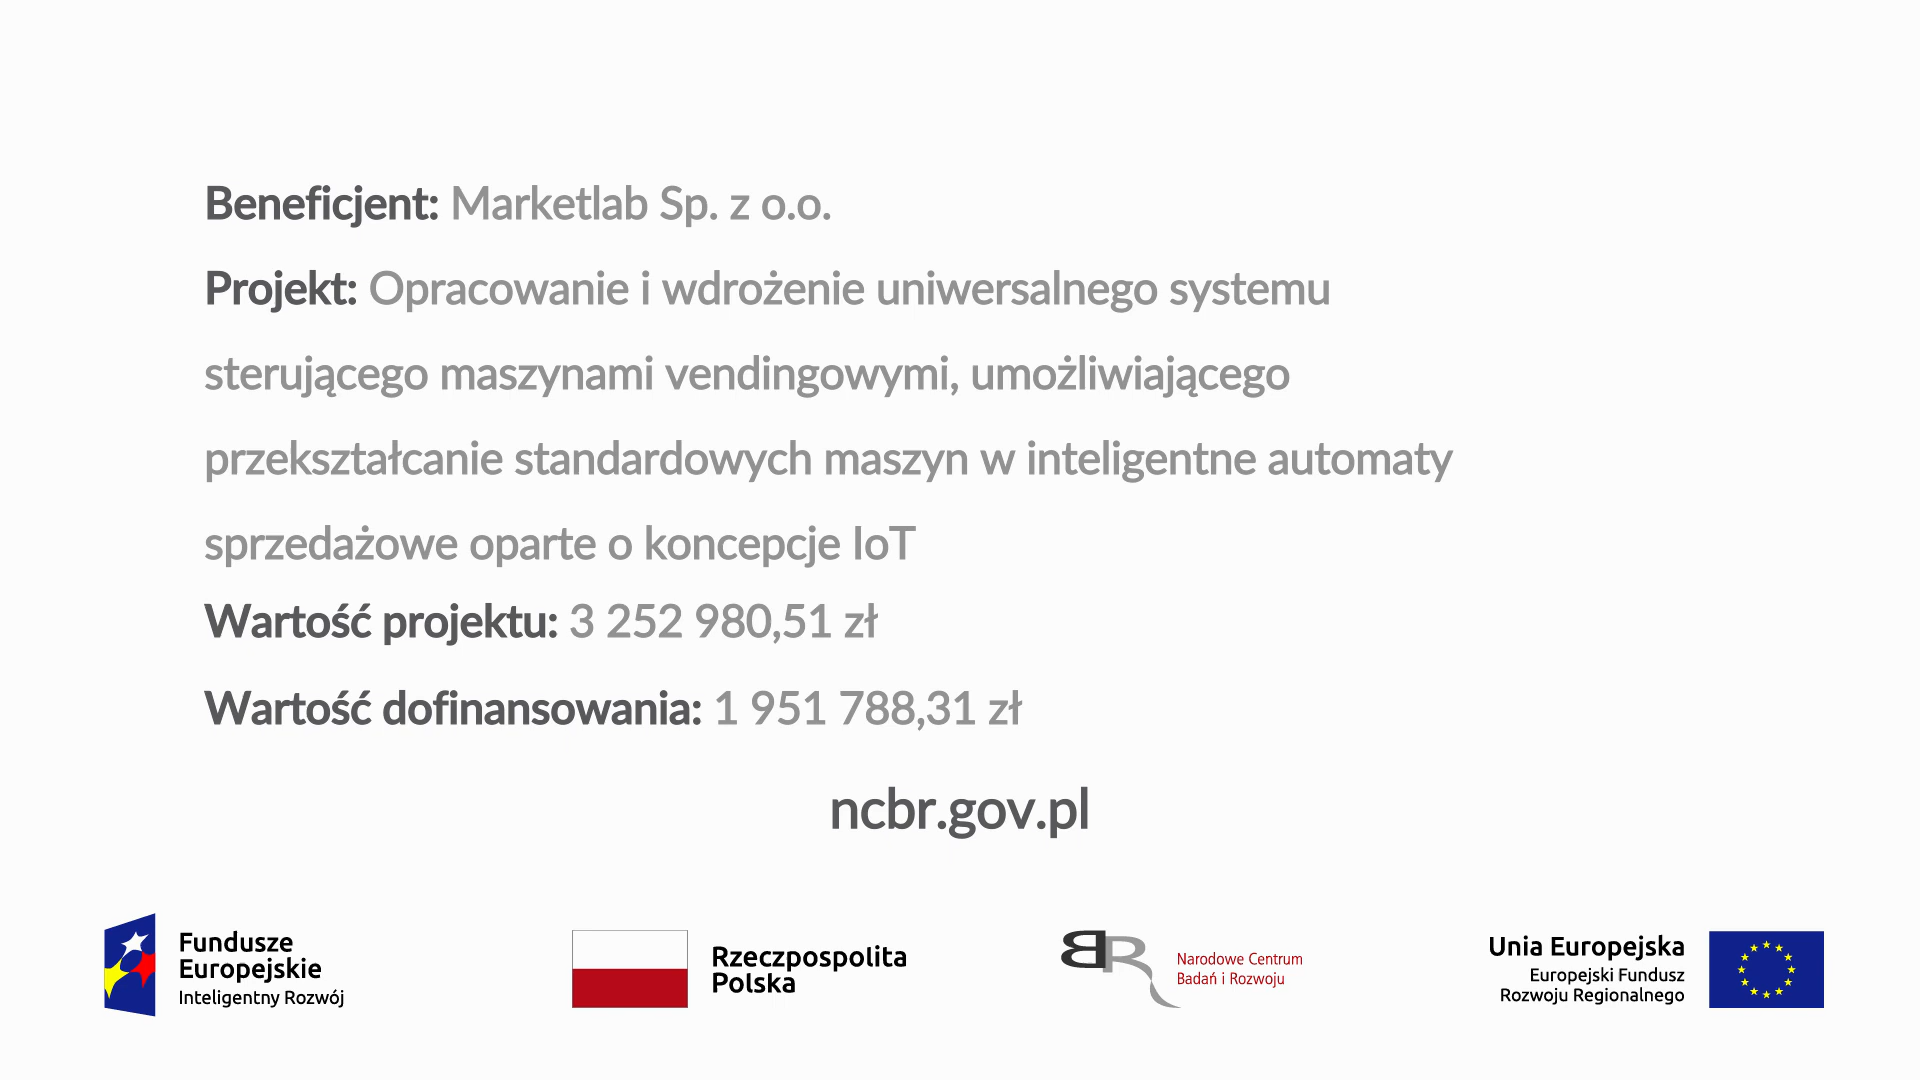 Beneficjent: Marketlab Sp. z o.o.
Projekt: Opracowanie i wdrożenie uniwersalnego systemu
sterującego maszynami vendingowymi, umożliwiającego
przekształcanie standardowych maszyn w inteligentne automaty
sprzedażowe oparte o koncepcje IoT
Wartość projektu: 3 252 980,51 zł
Wartość dofinansowania: 1 951 788,31 zł
ncbr.gov.pl
Fundusze
Europejskie
Inteligentny Rozwój
Rzeczpospolita
Polska
BR
Narodowe Centrum
Badań i Rozwoju
Unia Europejska
Europejski Fundusz
Rozwoju Regionalnego